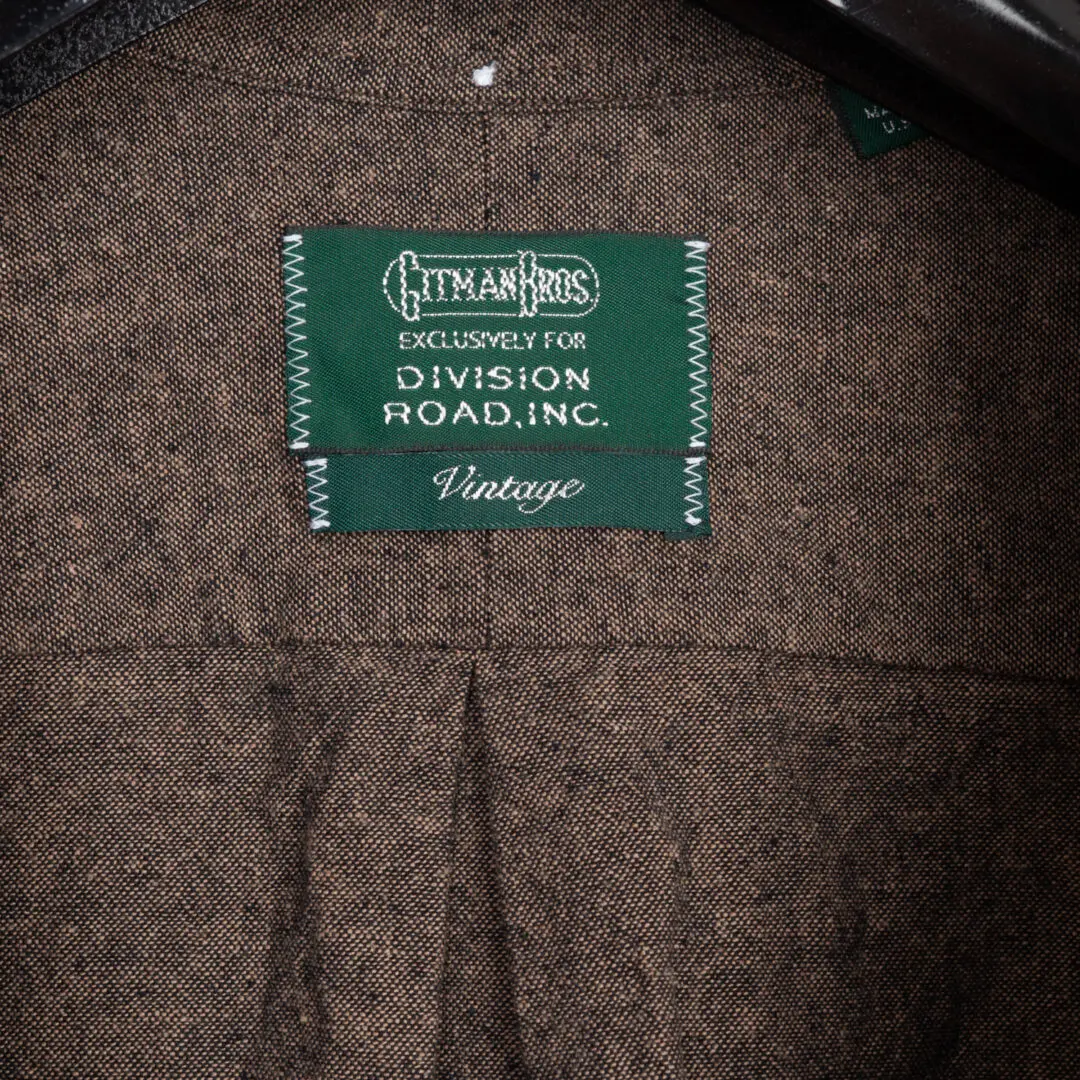 GITMAN BROS.
EXCLUSIVELY FOR
DIVISION
ROAD, INC.
Vintage